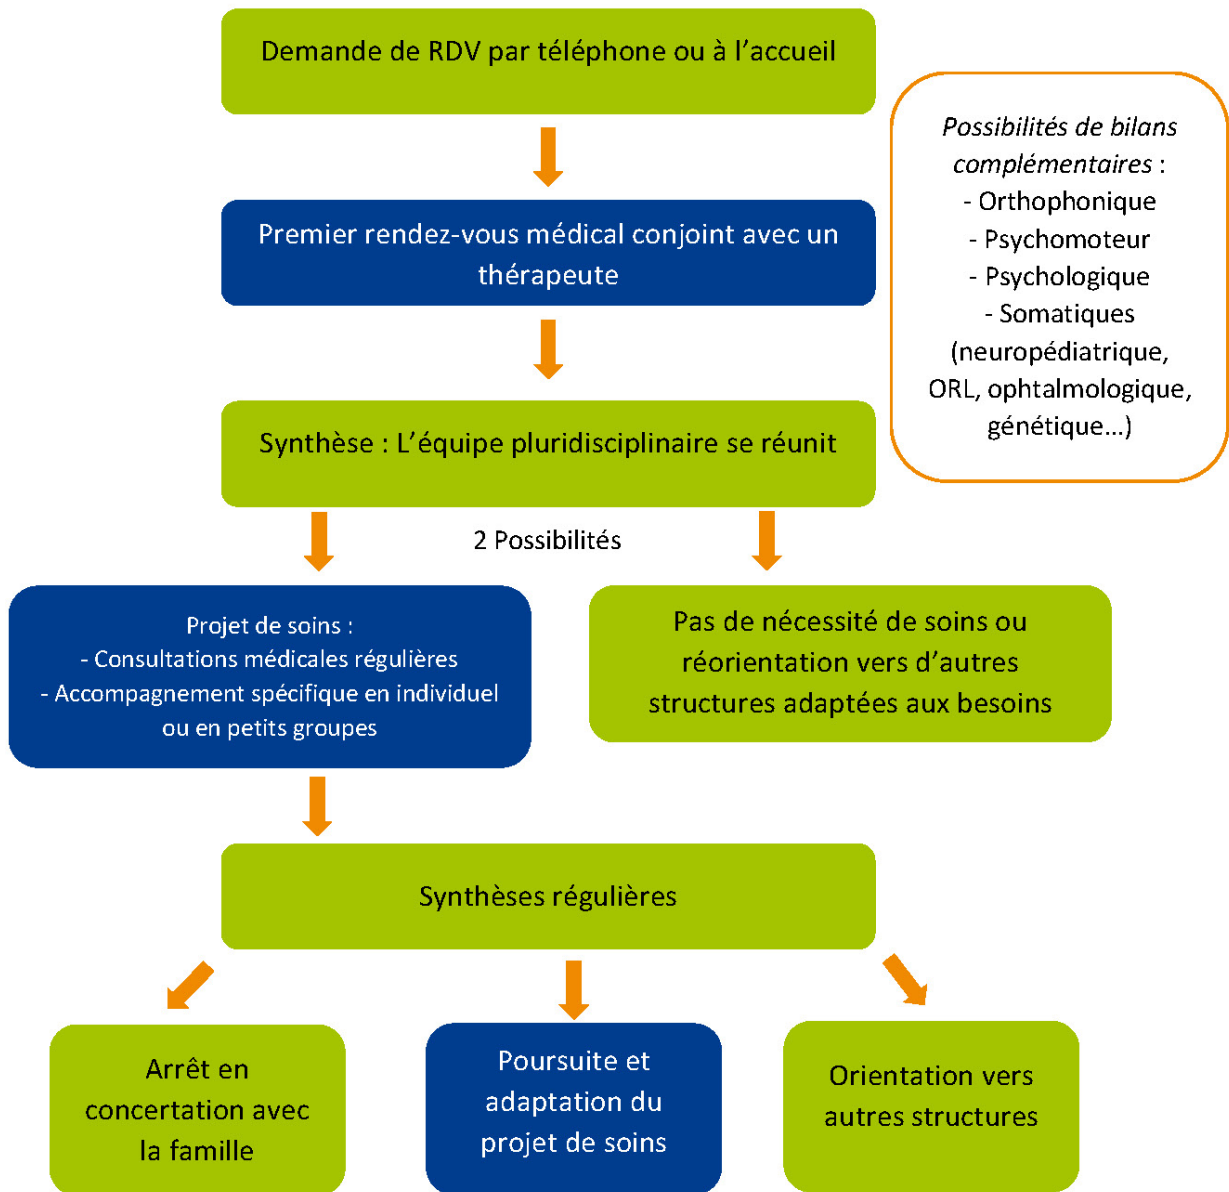 Demande de RDV par téléphone ou à l’accueil
Possibilités de bilans
complémentaires :
- Orthophonique
- Psychomoteur
- Psychologique
- Somatiques
(neuropédiatrique,
ORL, ophtalmologique,
génétique...)
Premier rendez-vous médical conjoint avec un
thérapeute
Synthèse : L’équipe pluridisciplinaire se réunit
2 Possibilités
Projet de soins :
- Consultations médicales régulières
- Accompagnement spécifique en individuel
ou en petits groupes
Pas de nécessité de soins ou
réorientation vers d’autres
structures adaptées aux besoins
Synthèses régulières
Arrêt en
concertation avec
la famille
Poursuite et
adaptation du
projet de soins
Orientation vers
autres structures